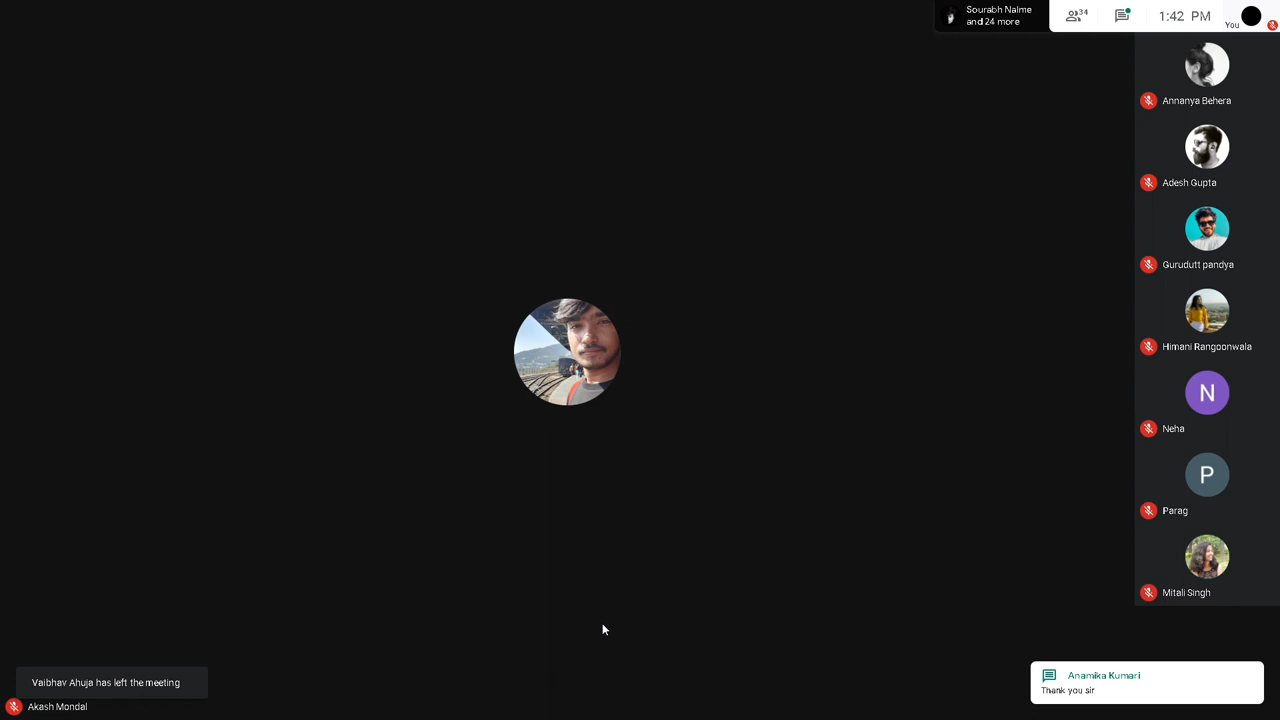 Sourabh Nalme
and 24 more
34
1:42 PM
You
Annanya Behera
Adesh Gupta
Gurudutt pandya
Himani Rangoonwala
N
Neha
P
Parag
Mitali Singh
Vaibhav Ahuja has left the meeting
Akash Mondal
Anamika Kumari
Thank you sir